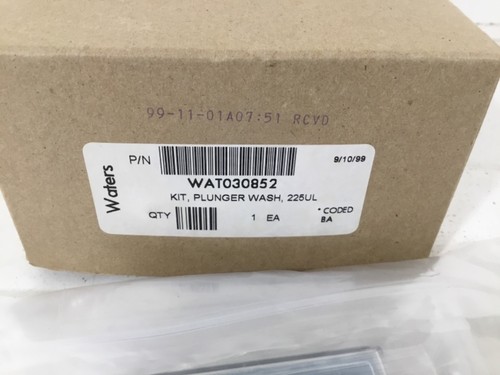 99-11-01A07:51 RCVD
Waters
P/N
9/10/99
WAT030852
KIT, PLUNGER WASH, 225UL
QTY 1 EA
*CODED
BA